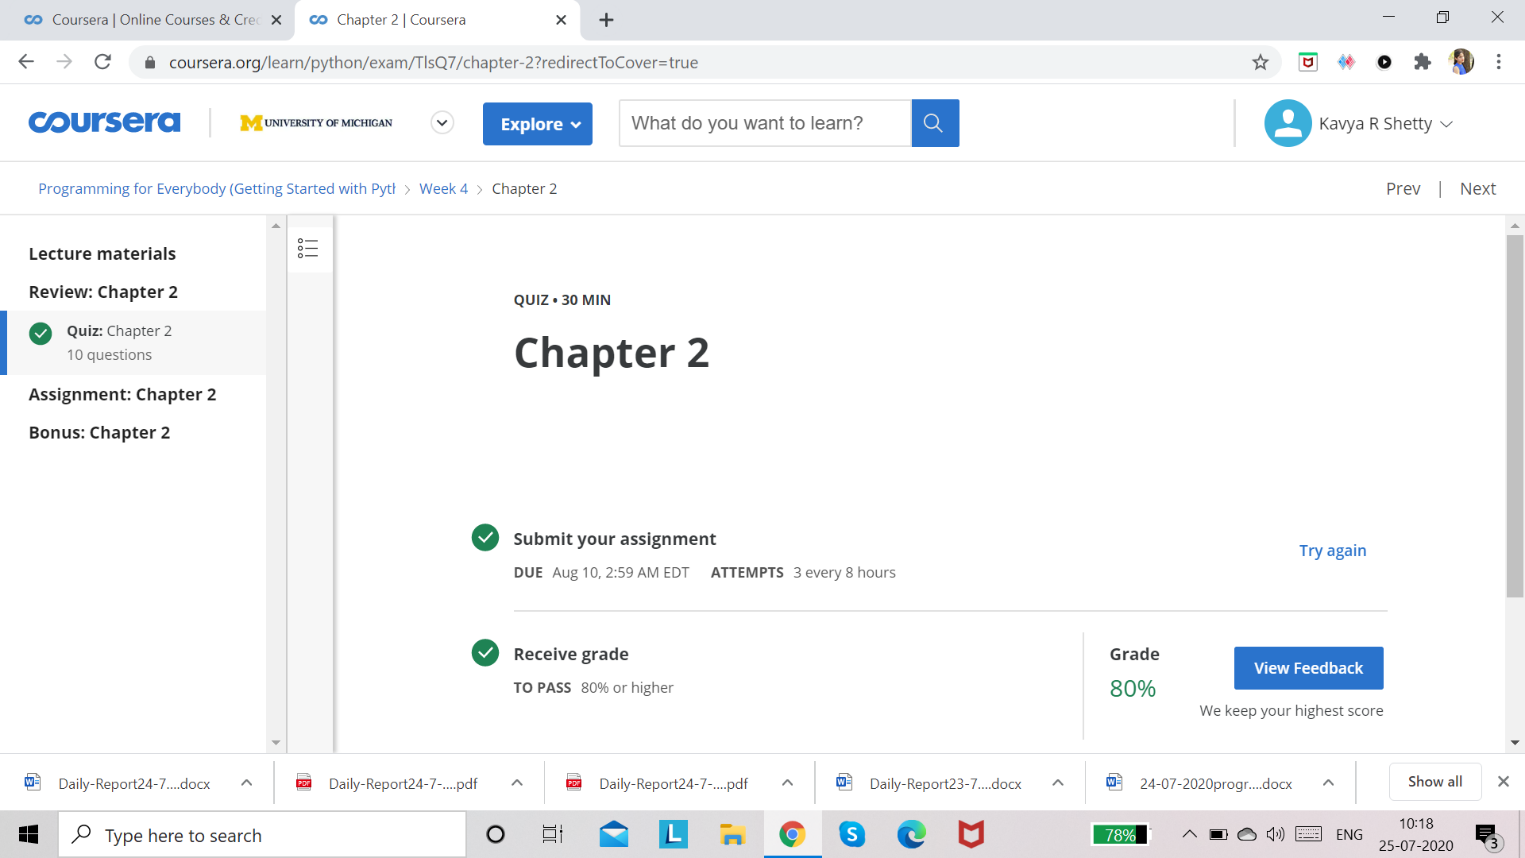 Coursera | Online Courses & Cre
Chapter 2 | Coursera
coursera.org/learn/python/exam/TlsQ7/chapter-2?redirectToCover=true
coursera
M UNIVERSITY OF MICHIGAN
Explore
What do you want to learn?
Kavya R Shetty
Programming for Everybody (Getting Started with Pyth
Week 4
Chapter 2
Prev | Next
Lecture materials
Review: Chapter 2
Quiz: Chapter 2
10 questions
Assignment: Chapter 2
Bonus: Chapter 2
QUIZ • 30 MIN
Chapter 2
Submit your assignment
DUE Aug 10, 2:59 AM EDT ATTEMPTS 3 every 8 hours
Try again
Receive grade
TO PASS 80% or higher
Grade
80%
View Feedback
We keep your highest score
Daily-Report24-7....docx
Daily-Report24-7-....pdf
Daily-Report24-7-....pdf
Daily-Report23-7....docx
24-07-2020progr....docx
Show all
Type here to search
78%
ENG
10:18
25-07-2020
3